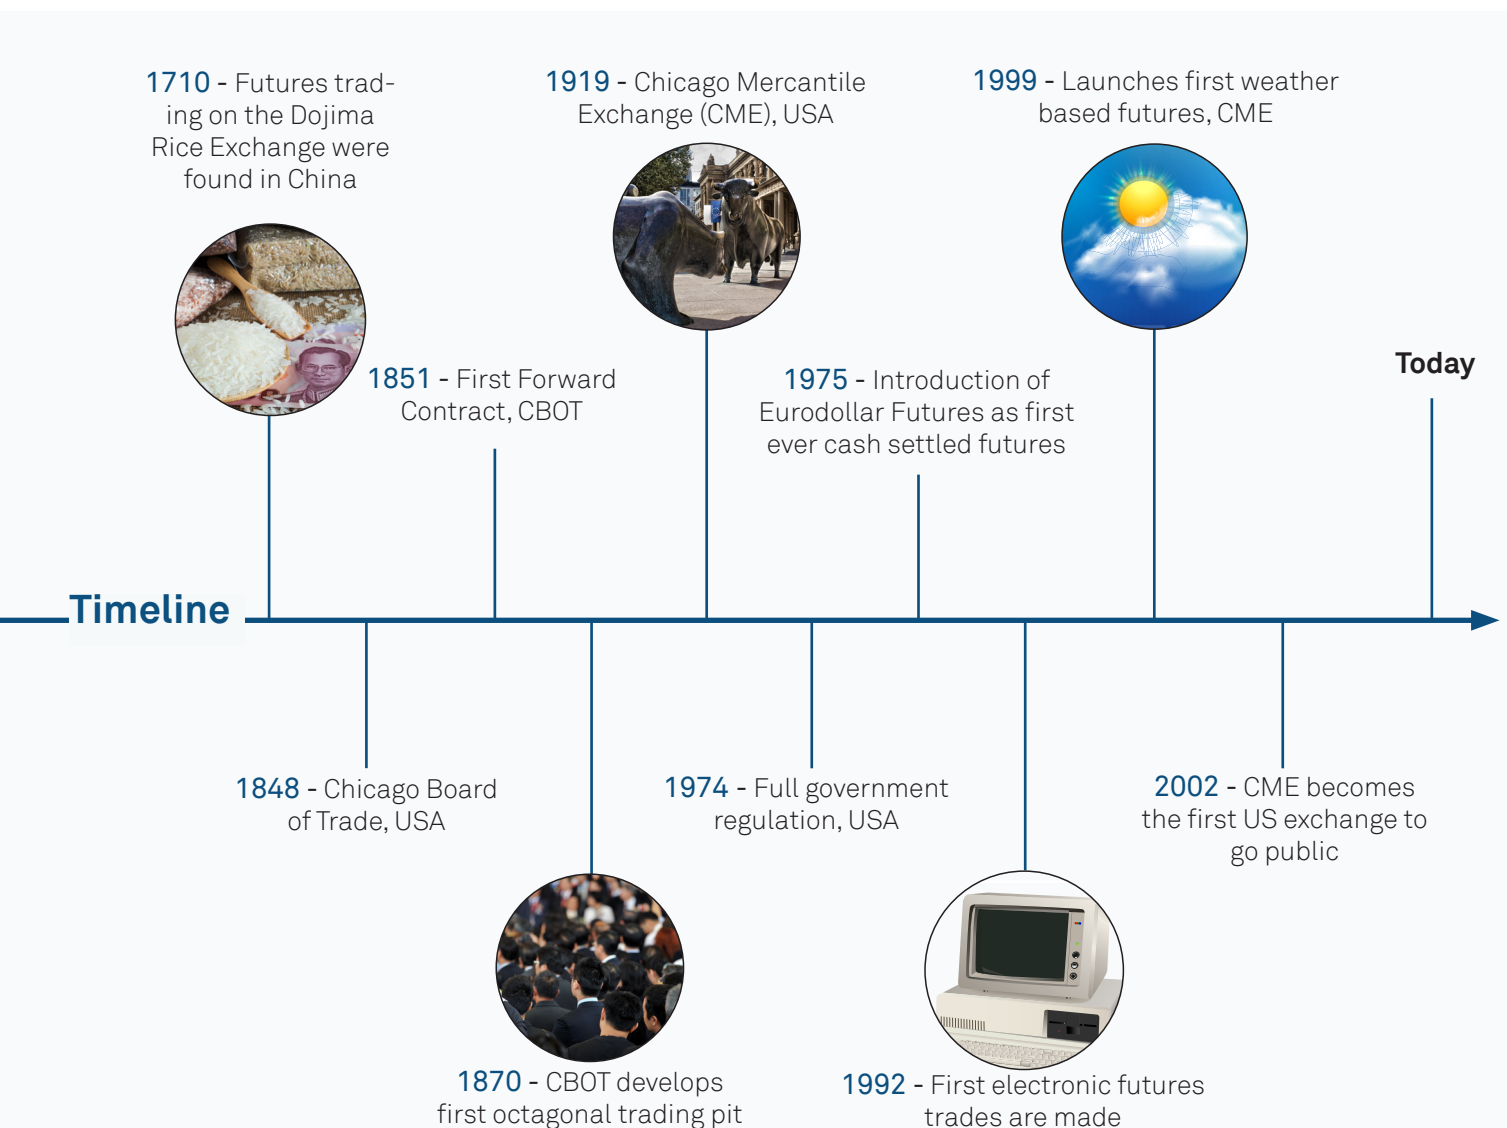 1710 - Futures trad-
ing on the Dojima
Rice Exchange were
found in China
1919 - Chicago Mercantile
Exchange (CME), USA
1999 - Launches first weather
based futures, CME
1851 - First Forward
Contract, CBOT
1975 - Introduction of
Eurodollar Futures as first
ever cash settled futures
Today
Timeline
1848 - Chicago Board
of Trade, USA
1974 - Full government
regulation, USA
2002 - CME becomes
the first US exchange to
go public
1870 - CBOT develops
first octagonal trading pit
1992 - First electronic futures
trades are made